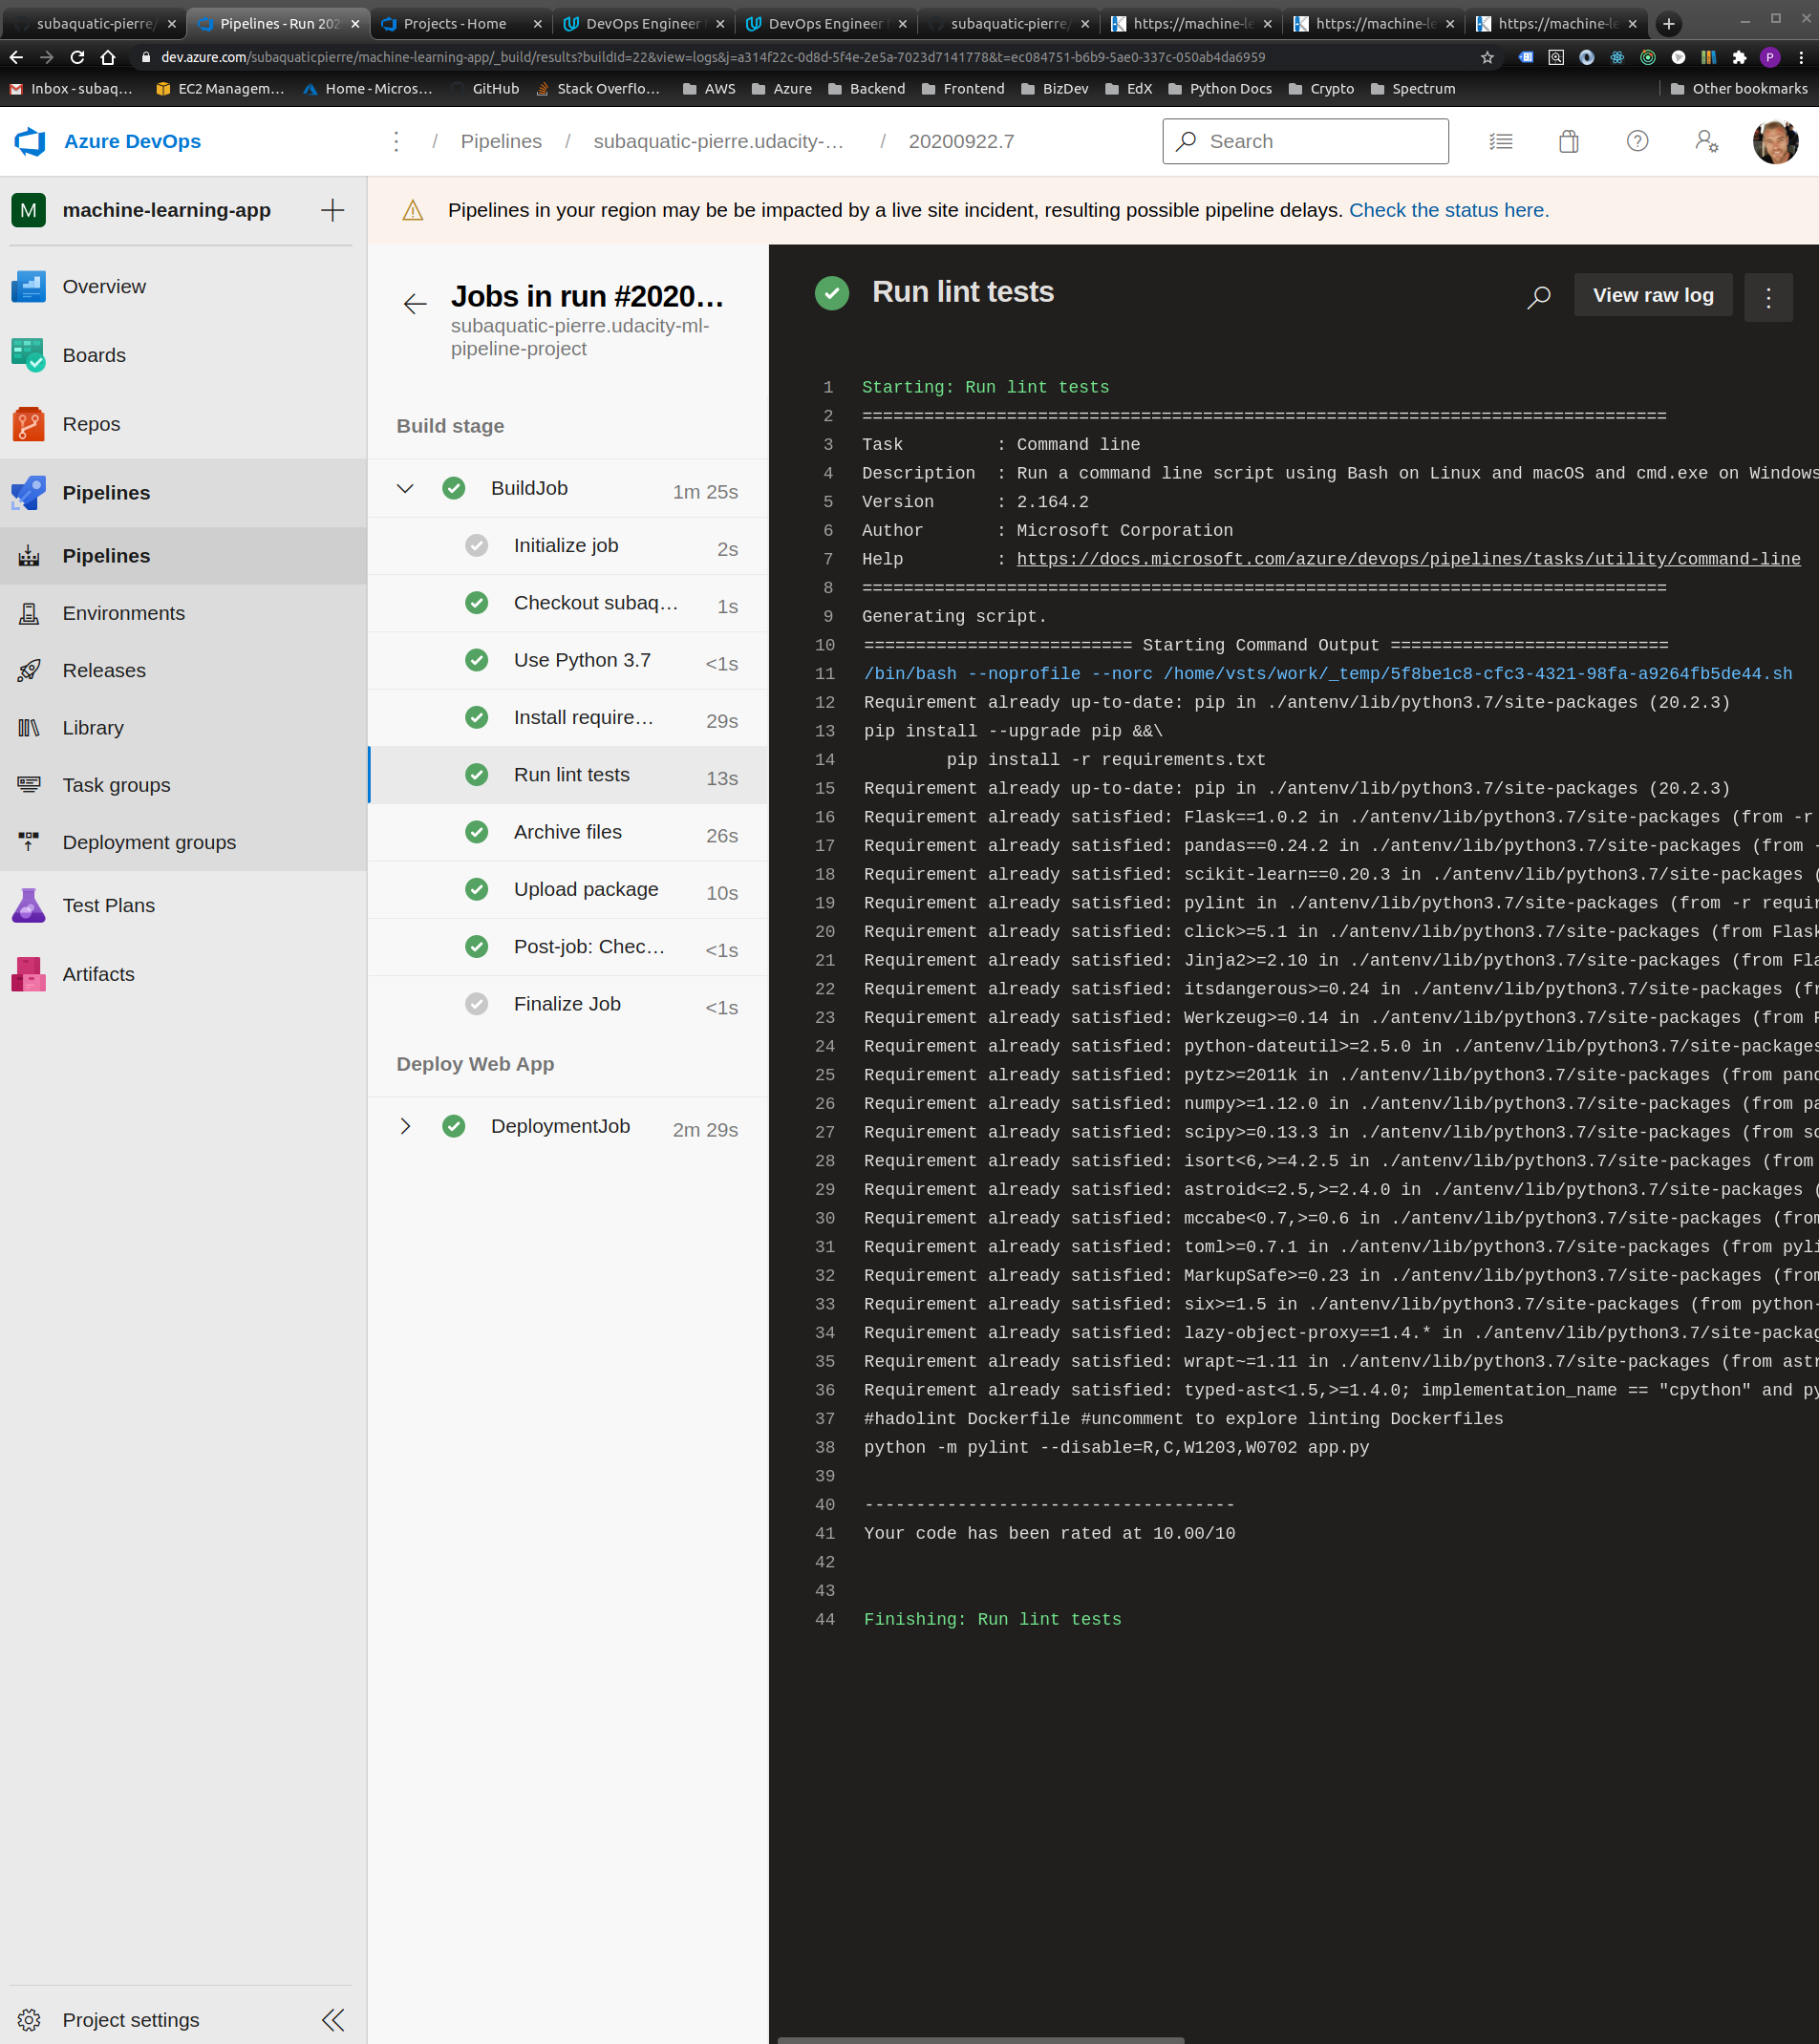 subaquatic-pierre/
Pipelines - Run 202
Projects - Home
DevOps Engineer
DevOps Engineer
subaquatic-pierre/
https://machine-le
https://machine-le
https://machine-le
dev.azure.com/subaquaticpierre/machine-learning-app/_build/results?buildId=22&view=logs&j=a314f22c-0d8d-5f4e-2e5a-7023d7141778&t=ec084751-b6b9-5ae0-337c-050ab4da6959
P
Inbox - subaq...
EC2 Managem...
Home - Micros...
GitHub
Stack Overflo...
AWS
Azure
Backend
Frontend
BizDev
EdX
Python Docs
Crypto
Spectrum
Other bookmarks
Azure DevOps
/ Pipelines / subaquatic-pierre.udacity-... / 20200922.7
Search
M machine-learning-app
Pipelines in your region may be be impacted by a live site incident, resulting possible pipeline delays. Check the status here.
Overview
Boards
Repos
Pipelines
Pipelines
Environments
Releases
Library
Task groups
Deployment groups
Test Plans
Artifacts
Project settings
Jobs in run #2020...
subaquatic-pierre.udacity-ml-
pipeline-project
Build stage
BuildJob 1m 25s
Initialize job 2s
Checkout subaq... 1s
Use Python 3.7 <1s
Install require... 29s
Run lint tests 13s
Archive files 26s
Upload package 10s
Post-job: Chec... <1s
Finalize Job <1s
Deploy Web App
DeploymentJob 2m 29s
Run lint tests
View raw log
1 Starting: Run lint tests
2 ==============================================================================
3 Task         : Command line
4 Description  : Run a command line script using Bash on Linux and macOS and cmd.exe on Windows
5 Version      : 2.164.2
6 Author       : Microsoft Corporation
7 Help         : https://docs.microsoft.com/azure/devops/pipelines/tasks/utility/command-line
8 ==============================================================================
9 Generating script.
10 ========================== Starting Command Output ===========================
11 /bin/bash --noprofile --norc /home/vsts/work/_temp/5f8be1c8-cfc3-4321-98fa-a9264fb5de44.sh
12 Requirement already up-to-date: pip in ./antenv/lib/python3.7/site-packages (20.2.3)
13 pip install --upgrade pip &&\
14         pip install -r requirements.txt
15 Requirement already up-to-date: pip in ./antenv/lib/python3.7/site-packages (20.2.3)
16 Requirement already satisfied: Flask==1.0.2 in ./antenv/lib/python3.7/site-packages (from -r
17 Requirement already satisfied: pandas==0.24.2 in ./antenv/lib/python3.7/site-packages (from -
18 Requirement already satisfied: scikit-learn==0.20.3 in ./antenv/lib/python3.7/site-packages (
19 Requirement already satisfied: pylint in ./antenv/lib/python3.7/site-packages (from -r requir
20 Requirement already satisfied: click>=5.1 in ./antenv/lib/python3.7/site-packages (from Flask
21 Requirement already satisfied: Jinja2>=2.10 in ./antenv/lib/python3.7/site-packages (from Fla
22 Requirement already satisfied: itsdangerous>=0.24 in ./antenv/lib/python3.7/site-packages (fr
23 Requirement already satisfied: Werkzeug>=0.14 in ./antenv/lib/python3.7/site-packages (from F
24 Requirement already satisfied: python-dateutil>=2.5.0 in ./antenv/lib/python3.7/site-packages
25 Requirement already satisfied: pytz>=2011k in ./antenv/lib/python3.7/site-packages (from pand
26 Requirement already satisfied: numpy>=1.12.0 in ./antenv/lib/python3.7/site-packages (from pa
27 Requirement already satisfied: scipy>=0.13.3 in ./antenv/lib/python3.7/site-packages (from sc
28 Requirement already satisfied: isort<6,>=4.2.5 in ./antenv/lib/python3.7/site-packages (from
29 Requirement already satisfied: astroid<=2.5,>=2.4.0 in ./antenv/lib/python3.7/site-packages (
30 Requirement already satisfied: mccabe<0.7,>=0.6 in ./antenv/lib/python3.7/site-packages (from
31 Requirement already satisfied: toml>=0.7.1 in ./antenv/lib/python3.7/site-packages (from pyli
32 Requirement already satisfied: MarkupSafe>=0.23 in ./antenv/lib/python3.7/site-packages (from
33 Requirement already satisfied: six>=1.5 in ./antenv/lib/python3.7/site-packages (from python-
34 Requirement already satisfied: lazy-object-proxy==1.4.* in ./antenv/lib/python3.7/site-packag
35 Requirement already satisfied: wrapt~=1.11 in ./antenv/lib/python3.7/site-packages (from astr
36 Requirement already satisfied: typed-ast<1.5,>=1.4.0; implementation_name == "cpython" and py
37 #hadolint Dockerfile #uncomment to explore linting Dockerfiles
38 python -m pylint --disable=R,C,W1203,W0702 app.py
39
40 ------------------------------------
41 Your code has been rated at 10.00/10
42
43
44 Finishing: Run lint tests